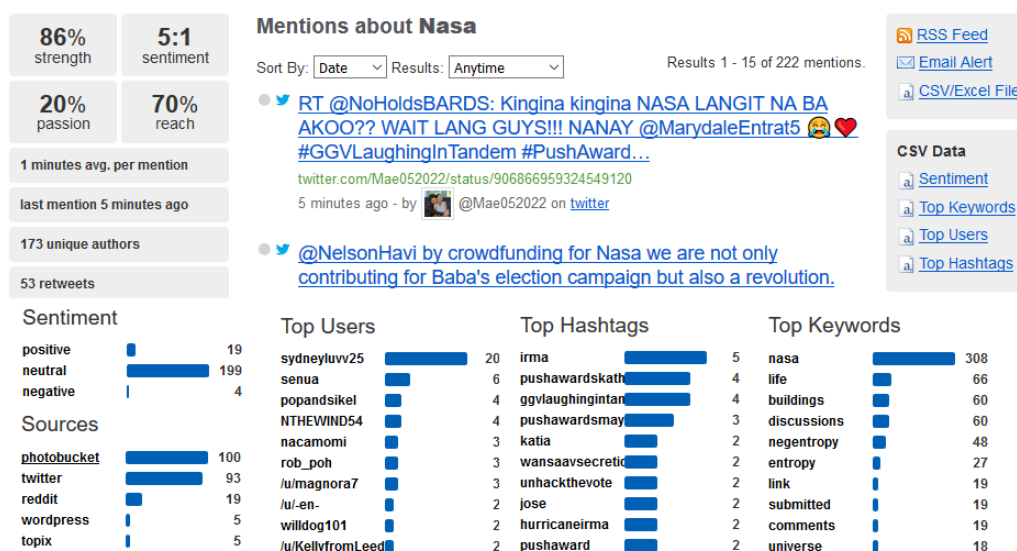 86%
strength
5:1
sentiment
20%
passion
70%
reach
1 minutes avg. per mention
last mention 5 minutes ago
173 unique authors
53 retweets
Mentions about Nasa
Sort By: Date Results: Anytime
Results 1 - 15 of 222 mentions.
RT @NoHoldsBARDS: Kingina kingina NASA LANGIT NA BA
AKOO?? WAIT LANG GUYS!!! NANAY @MarydaleEntrat5 😂❤
#GGVLaughingInTandem #PushAward…
twitter.com/Mae052022/status/906866959324549120
5 minutes ago - by @Mae052022 on twitter
@NelsonHavi by crowdfunding for Nasa we are not only
contributing for Baba's election campaign but also a revolution.
RSS Feed
Email Alert
CSV/Excel File
CSV Data
Sentiment
Top Keywords
Top Users
Top Hashtags
Sentiment
positive 19
neutral 199
negative 4
Sources
photobucket 100
twitter 93
reddit 19
wordpress 5
topix 5
Top Users
sydneyluvv25 20
senua 6
popandsikel 4
NTHEWIND54 4
nacamomi 3
rob_poh 3
/u/magnora7 3
/u/-en- 2
willdog101 2
/u/KellyfromLeed 2
Top Hashtags
irma 5
pushawardskath 4
ggvlaughingintan 4
pushawardsmay 3
katia 2
wansaavsecretic 2
unhackthevote 2
jose 2
hurricaneirma 2
pushaward 2
Top Keywords
nasa 308
life 66
buildings 60
discussions 60
negentropy 48
entropy 27
link 19
submitted 19
comments 19
universe 18